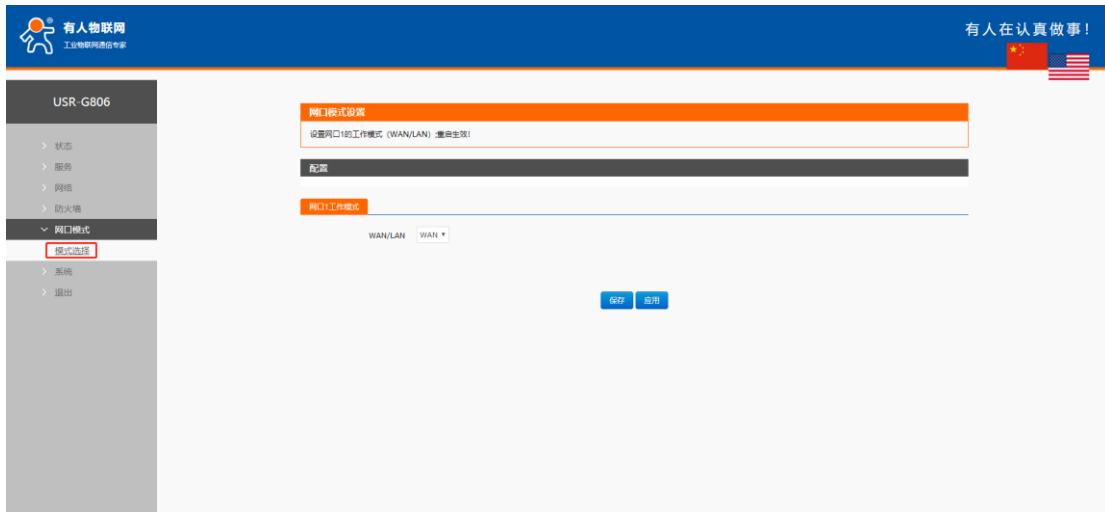 有人物联网
工业物联网通信专家
有人在认真做事!
USR-G806
状态
服务
网络
防火墙
网口模式
模式选择
系统
退出
网口模式设置
设置网口1的工作模式（WAN/LAN）;重启生效!
配置
网口1工作模式
WAN/LAN WAN
保存 应用